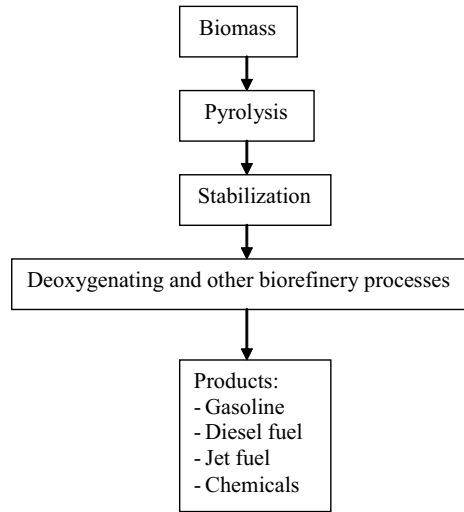 Biomass
Pyrolysis
Stabilization
Deoxygenating and other biorefinery processes
Products:
- Gasoline
- Diesel fuel
- Jet fuel
- Chemicals